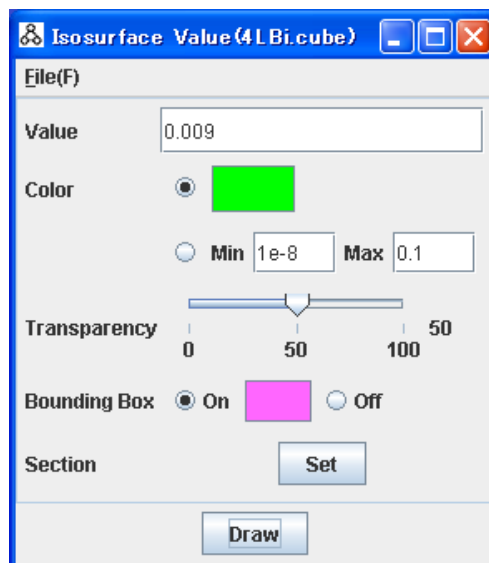 Isosurface Value(4LBi.cube)
File(F)
Value 0.009
Color
Min 1e-8 Max 0.1
Transparency 50
0 50 100
Bounding Box On Off
Section Set
Draw